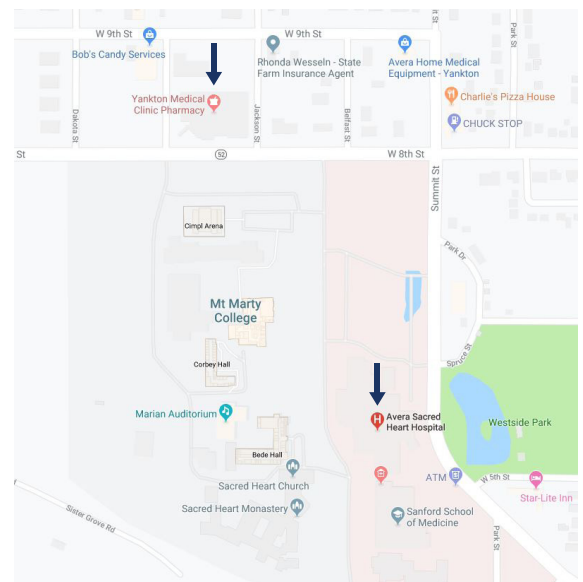 W 9th St
W 9th St
Bob's Candy Services
Rhonda Wesseln - State
Farm Insurance Agent
Avera Home Medical
Equipment - Yankton
Park St
Summit St
Yankton Medical
Clinic Pharmacy
Charlie's Pizza House
CHUCK STOP
Dakota St
Jackson St
Belfast St
St
52
W 8th St
Summit St
Cimpl Arena
Park Dr
Mt Marty
College
Corbey Hall
Spruce St
Marian Auditorium
H
Avera Sacred
Heart Hospital
Westside Park
Bede Hall
Sacred Heart Church
ATM
W 5th St
Star-Lite Inn
Sacred Heart Monastery
Sanford School
of Medicine
Sister Grove Rd
Park St